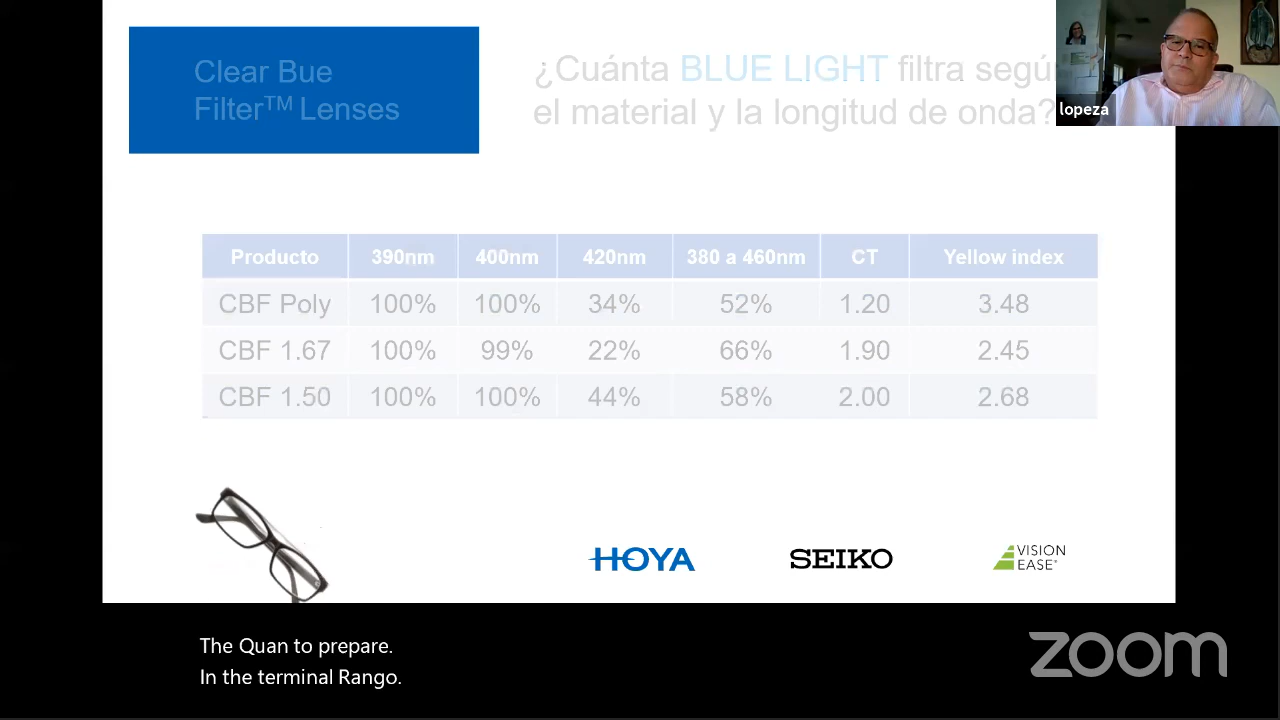 Clear Bue
Filter™ Lenses
¿Cuánta BLUE LIGHT filtra segú
el material y la longitud de onda?
lopeza
Producto 390nm 400nm 420nm 380 a 460nm CT Yellow index
CBF Poly 100% 100% 34% 52% 1.20 3.48
CBF 1.67 100% 99% 22% 66% 1.90 2.45
CBF 1.50 100% 100% 44% 58% 2.00 2.68
HOYA
SEIKO
VISION
EASE
The Quan to prepare.
In the terminal Rango.
zoom